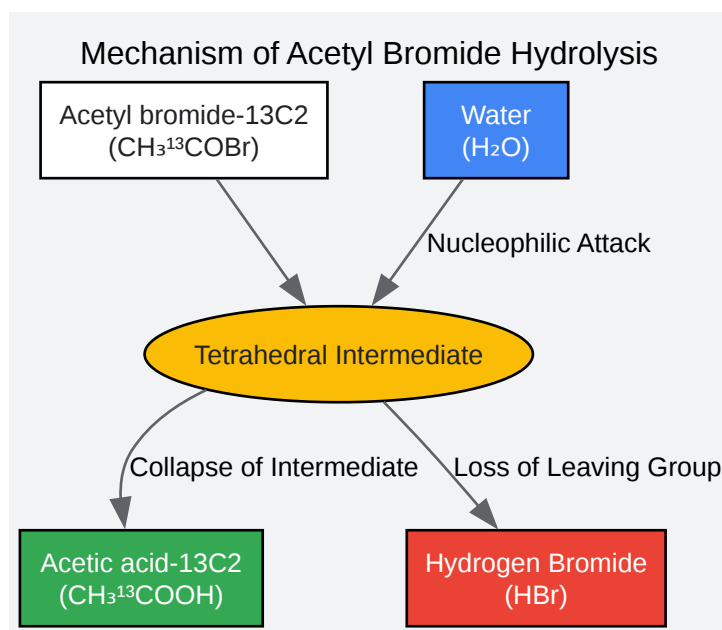 Mechanism of Acetyl Bromide Hydrolysis
Acetyl bromide-13C2
(CH₃¹³COBr)
Water
(H₂O)
Nucleophilic Attack
Tetrahedral Intermediate
Collapse of Intermediate
Loss of Leaving Group
Acetic acid-13C2
(CH₃¹³COOH)
Hydrogen Bromide
(HBr)